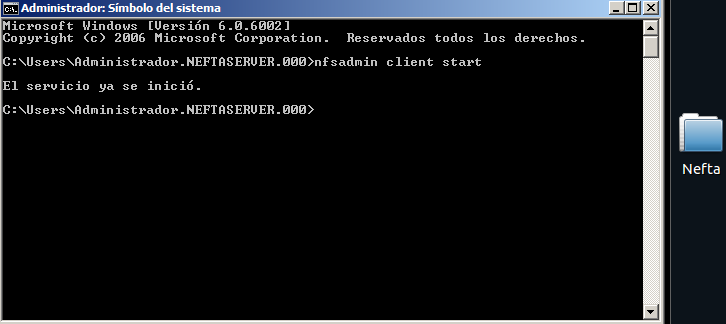 Administrador: Símbolo del sistema
Microsoft Windows [Versión 6.0.6002]
Copyright (c) 2006 Microsoft Corporation.  Reservados todos los derechos.
C:\Users\Administrador.NEFTASERVER.000>nfsadmin client start
El servicio ya se inició.
C:\Users\Administrador.NEFTASERVER.000>
Nefta